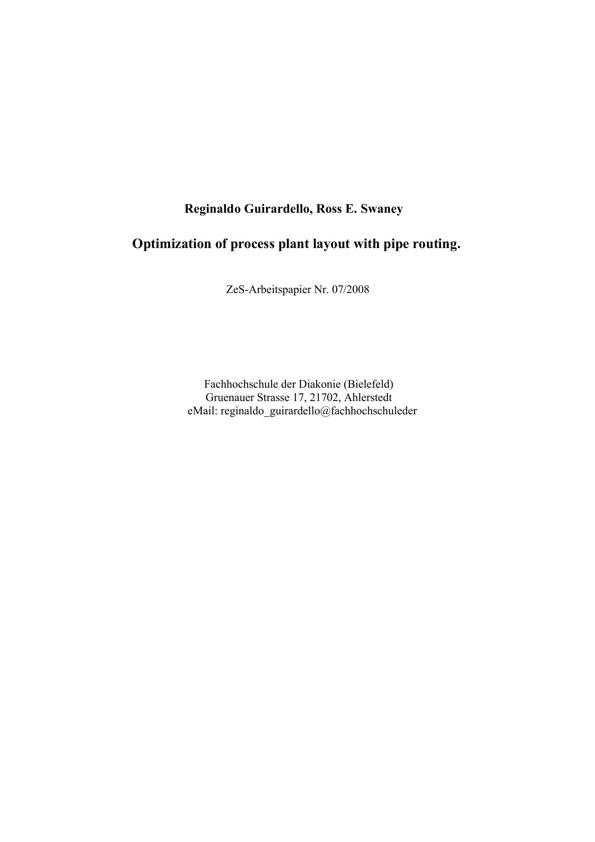 Reginaldo Guirardello, Ross E. Swaney
Optimization of process plant layout with pipe routing.
ZeS-Arbeitspapier Nr. 07/2008
Fachhochschule der Diakonie (Bielefeld)
Gruenauer Strasse 17, 21702, Ahlerstedt
eMail: reginaldo_guirardello@fachhochschuleder